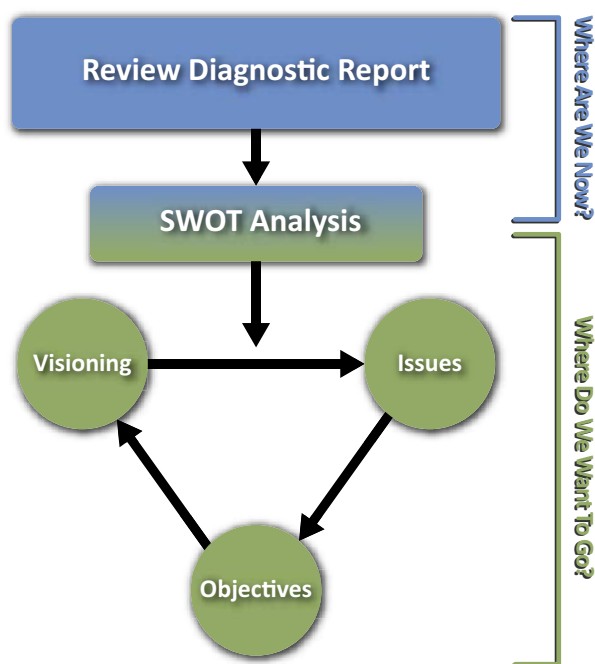 Review Diagnostic Report
Where Are We Now?
SWOT Analysis
Visioning
Issues
Where Do We Want To Go?
Objectives